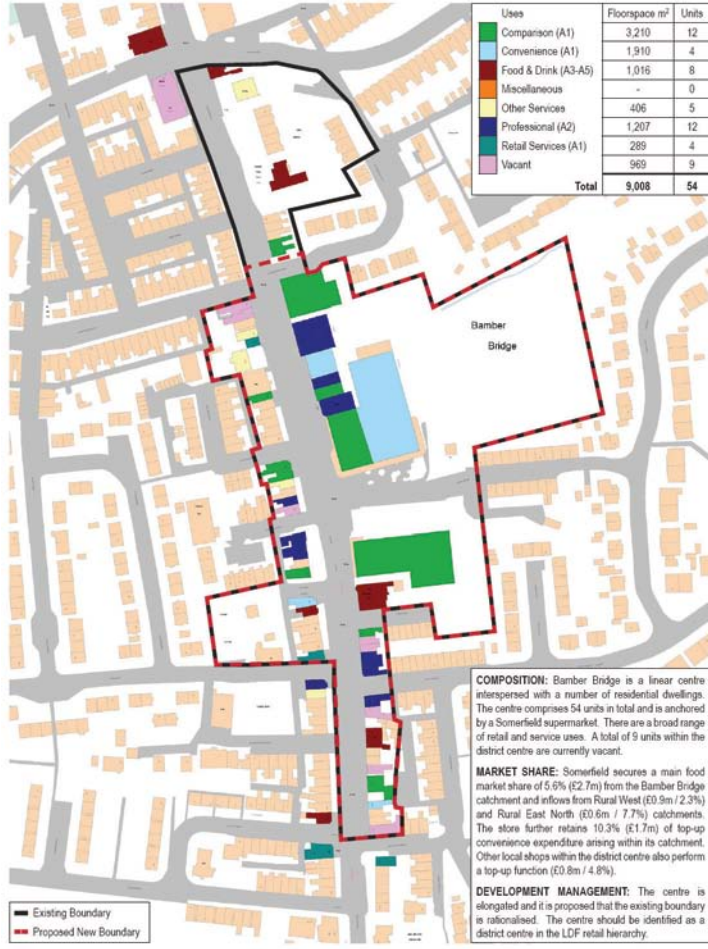 Uses Floorspace m² Units
Comparison (A1) 3,210 12
Convenience (A1) 1,910 4
Food & Drink (A3-A5) 1,016 8
Miscellaneous - 0
Other Services 406 5
Professional (A2) 1,207 12
Retail Services (A1) 289 4
Vacant 969 9
Total 9,008 54
Bamber
Bridge
COMPOSITION: Bamber Bridge is a linear centre
interspersed with a number of residential dwellings.
The centre comprises 54 units in total and is anchored
by a Somerfield supermarket. There are a broad range
of retail and service uses. A total of 9 units within the
district centre are currently vacant.
MARKET SHARE: Somerfield secures a main food
market share of 5.6% (£2.7m) from the Bamber Bridge
catchment and inflows from Rural West (£0.9m / 2.3%)
and Rural East North (£0.6m / 7.7%) catchments.
The store further retains 10.3% (£1.7m) of top-up
convenience expenditure arising within its catchment.
Other local shops within the district centre also perform
a top-up function (£0.8m / 4.8%).
DEVELOPMENT MANAGEMENT: The centre is
elongated and it is proposed that the existing boundary
is rationalised. The centre should be identified as a
district centre in the LDF retail hierarchy.
Existing Boundary
Proposed New Boundary